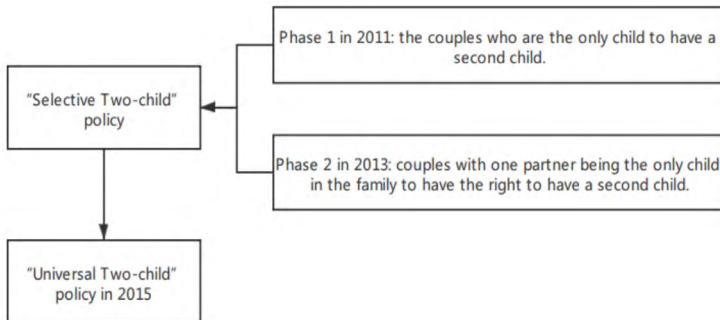 Phase 1 in 2011: the couples who are the only child to have a
second child.
"Selective Two-child"
policy
Phase 2 in 2013: couples with one partner being the only child
in the family to have the right to have a second child.
"Universal Two-child"
policy in 2015